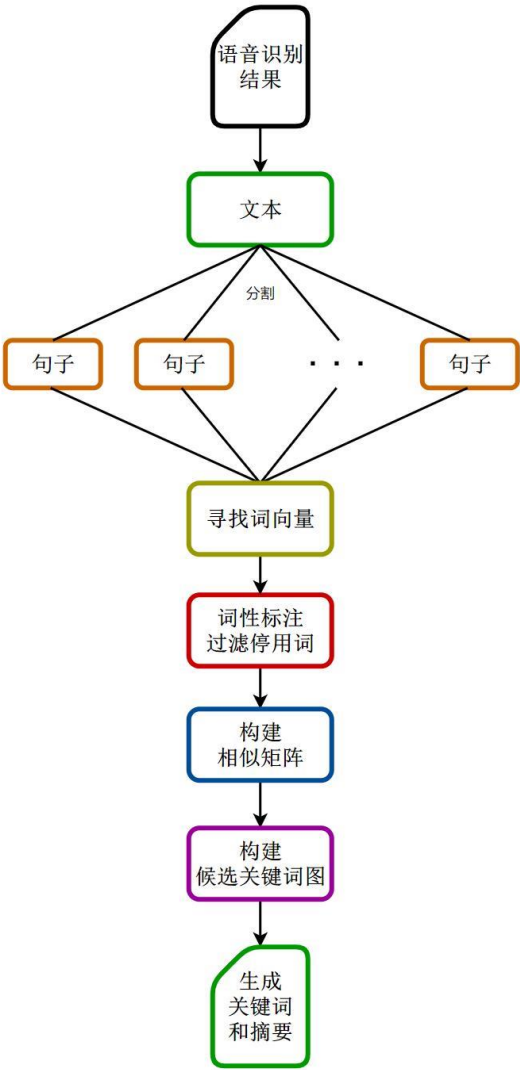 语音识别
结果
文本
分割
句子
句子
· · ·
句子
寻找词向量
词性标注
过滤停用词
构建
相似矩阵
构建
候选关键词图
生成
关键词
和摘要